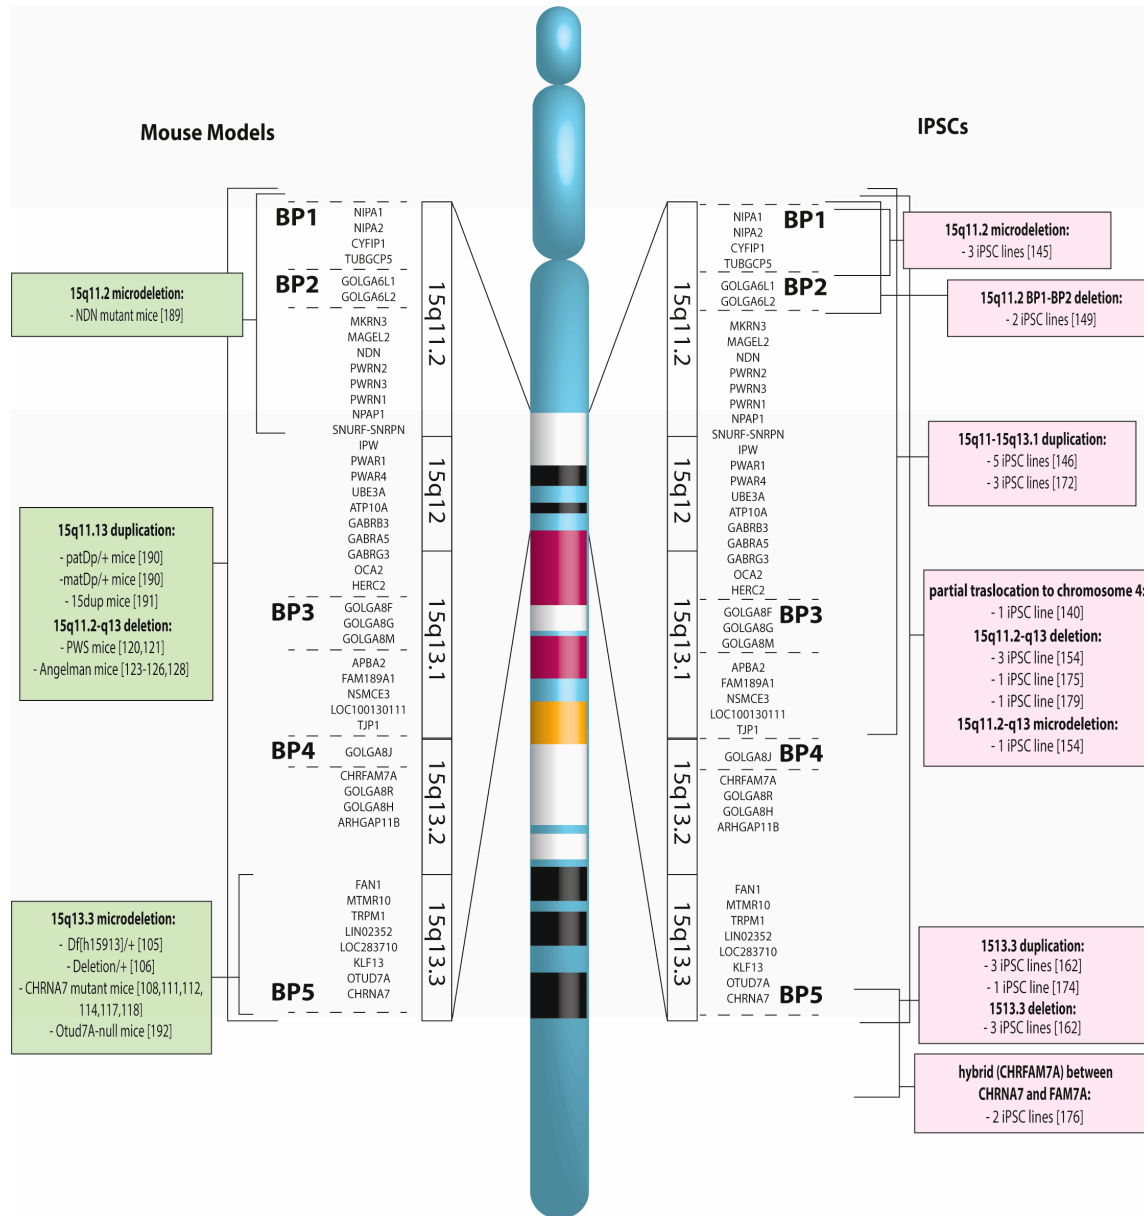 Mouse Models
IPSCs
15q11.2 microdeletion:
- NDN mutant mice [189]
15q11.13 duplication:
- patDp/+ mice [190]
-matDp/+ mice [190]
- 15dup mice [191]
15q11.2-q13 deletion:
- PWS mice [120,121]
- Angelman mice [123-126,128]
15q13.3 microdeletion:
- Df[h15913]/+ [105]
- Deletion/+ [106]
- CHRNA7 mutant mice [108,111,112,
114,117,118]
- Otud7A-null mice [192]
BP1
NIPA1
NIPA2
CYFIP1
TUBGCP5
BP2
GOLGA6L1
GOLGA6L2
MKRN3
MAGEL2
NDN
PWRN2
PWRN3
PWRN1
NPAP1
SNURF-SNRPN
IPW
PWAR1
PWAR4
UBE3A
ATP10A
GABRB3
GABRA5
GABRG3
OCA2
HERC2
BP3
GOLGA8F
GOLGA8G
GOLGA8M
APBA2
FAM189A1
NSMCE3
LOC100130111
TJP1
BP4
GOLGA8J
CHRFAM7A
GOLGA8R
GOLGA8H
ARHGAP11B
FAN1
MTMR10
TRPM1
LIN02352
LOC283710
KLF13
OTUD7A
CHRNA7
BP5
15q11.2
15q12
15q13.1
15q13.2
15q13.3
15q11.2
15q12
15q13.1
15q13.2
15q13.3
NIPA1
NIPA2
CYFIP1
TUBGCP5
BP1
GOLGA6L1
GOLGA6L2
BP2
MKRN3
MAGEL2
NDN
PWRN2
PWRN3
PWRN1
NPAP1
SNURF-SNRPN
IPW
PWAR1
PWAR4
UBE3A
ATP10A
GABRB3
GABRA5
GABRG3
OCA2
HERC2
GOLGA8F
GOLGA8G
GOLGA8M
BP3
APBA2
FAM189A1
NSMCE3
LOC100130111
TJP1
GOLGA8J
BP4
CHRFAM7A
GOLGA8R
GOLGA8H
ARHGAP11B
FAN1
MTMR10
TRPM1
LIN02352
LOC283710
KLF13
OTUD7A
CHRNA7
BP5
15q11.2 microdeletion:
- 3 iPSC lines [145]
15q11.2 BP1-BP2 deletion:
- 2 iPSC lines [149]
15q11-15q13.1 duplication:
- 5 iPSC lines [146]
- 3 iPSC lines [172]
partial traslocation to chromosome 4:
- 1 iPSC line [140]
15q11.2-q13 deletion:
- 3 iPSC line [154]
- 1 iPSC line [175]
- 1 iPSC line [179]
15q11.2-q13 microdeletion:
- 1 iPSC line [154]
1513.3 duplication:
- 3 iPSC lines [162]
- 1 iPSC line [174]
1513.3 deletion:
- 3 iPSC lines [162]
hybrid (CHRFAM7A) between
CHRNA7 and FAM7A:
- 2 iPSC lines [176]